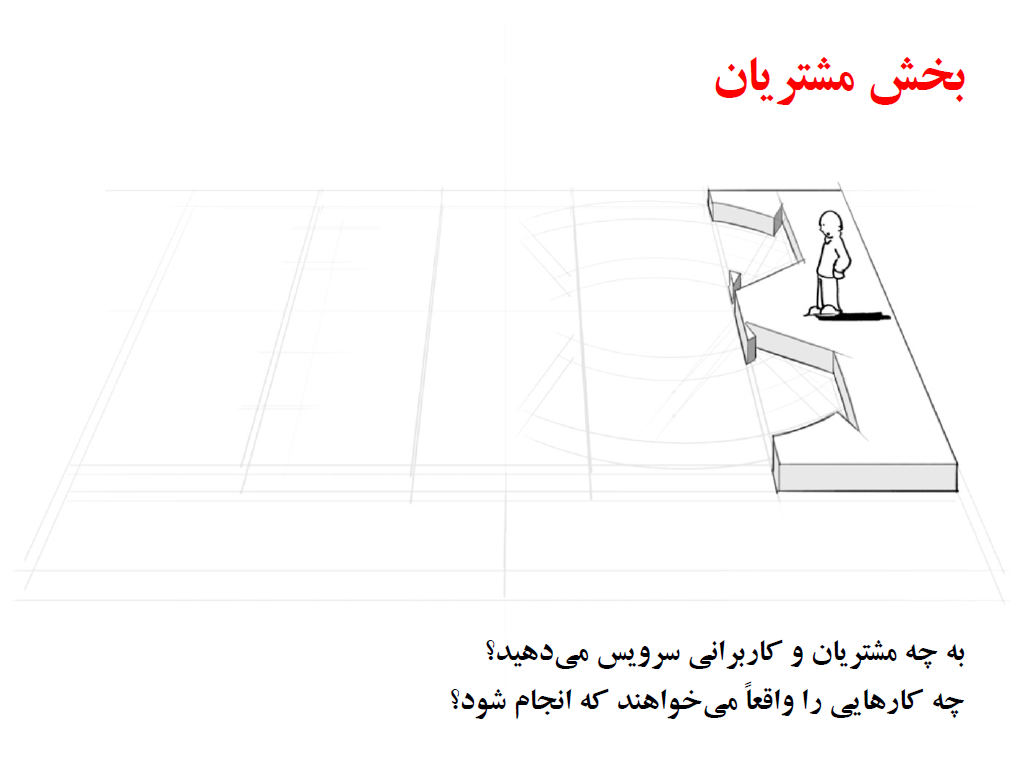 بخش مشتریان
به چه مشتریان و کاربرانی سرویس می‌دهید؟
چه کارهایی را واقعاً می‌خواهند که انجام شود؟